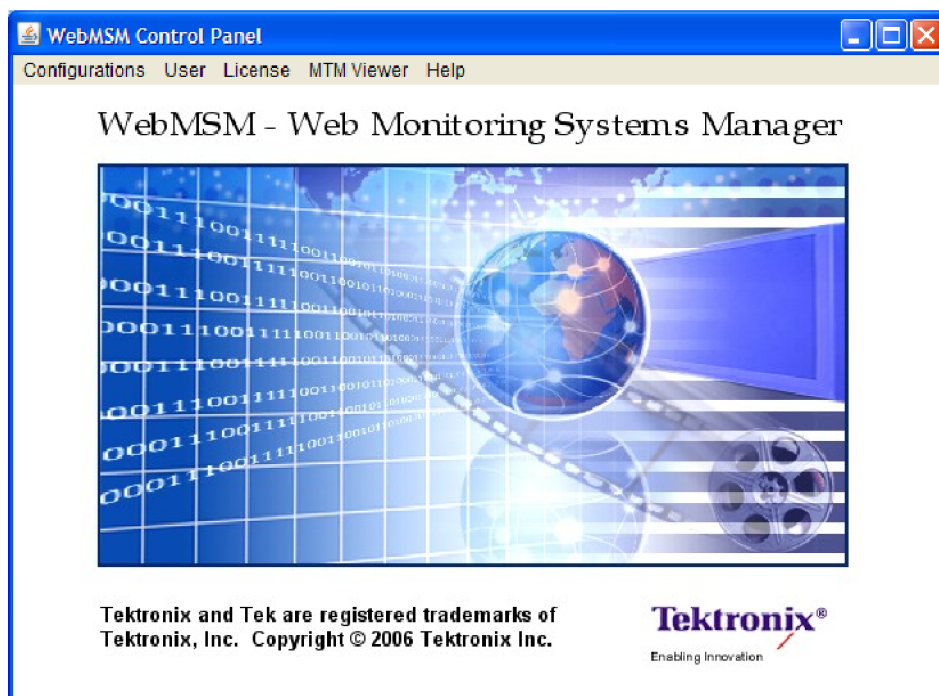 WebMSM Control Panel
Configurations User License MTM Viewer Help
WebMSM - Web Monitoring Systems Manager
Tektronix and Tek are registered trademarks of
Tektronix, Inc. Copyright © 2006 Tektronix Inc.
Tektronix®
Enabling Innovation